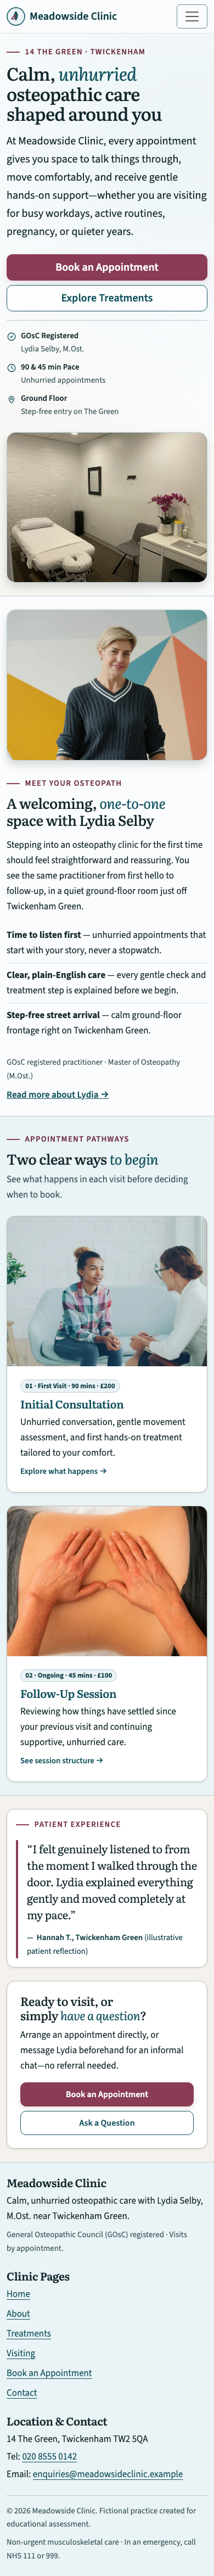 Meadowside Clinic
14 THE GREEN · TWICKENHAM
Calm, unhurried
osteopathic care
shaped around you
At Meadowside Clinic, every appointment
gives you space to talk things through,
move comfortably, and receive gentle
hands-on support—whether you are visiting
for busy workdays, active routines,
pregnancy, or quieter years.
Book an Appointment
Explore Treatments
GOsC Registered
Lydia Selby, M.Ost.
90 & 45 min Pace
Unhurried appointments
Ground Floor
Step-free entry on The Green
MEET YOUR OSTEOPATH
A welcoming, one-to-one
space with Lydia Selby
Stepping into an osteopathy clinic for the first time
should feel straightforward and reassuring. You
see the same practitioner from first hello to
follow-up, in a quiet ground-floor room just off
Twickenham Green.
Time to listen first — unhurried appointments that
start with your story, never a stopwatch.
Clear, plain-English care — every gentle check and
treatment step is explained before we begin.
Step-free street arrival — calm ground-floor
frontage right on Twickenham Green.
GOsC registered practitioner · Master of Osteopathy
(M.Ost.)
Read more about Lydia →
APPOINTMENT PATHWAYS
Two clear ways to begin
See what happens in each visit before deciding
when to book.
01 · First Visit · 90 mins · £200
Initial Consultation
Unhurried conversation, gentle movement
assessment, and first hands-on treatment
tailored to your comfort.
Explore what happens →
02 · Ongoing · 45 mins · £100
Follow-Up Session
Reviewing how things have settled since
your previous visit and continuing
supportive, unhurried care.
See session structure →
PATIENT EXPERIENCE
“I felt genuinely listened to from
the moment I walked through the
door. Lydia explained everything
gently and moved completely at
my pace.”
— Hannah T., Twickenham Green (illustrative
patient reflection)
Ready to visit, or
simply have a question?
Arrange an appointment directly, or
message Lydia beforehand for an informal
chat—no referral needed.
Book an Appointment
Ask a Question
Meadowside Clinic
Calm, unhurried osteopathic care with Lydia Selby,
M.Ost. near Twickenham Green.
General Osteopathic Council (GOsC) registered · Visits
by appointment.
Clinic Pages
Home
About
Treatments
Visiting
Book an Appointment
Contact
Location & Contact
14 The Green, Twickenham TW2 5QA
Tel: 020 8555 0142
Email: enquiries@meadowsideclinic.example
© 2026 Meadowside Clinic. Fictional practice created for
educational assessment.
Non-urgent musculoskeletal care · In an emergency, call
NHS 111 or 999.